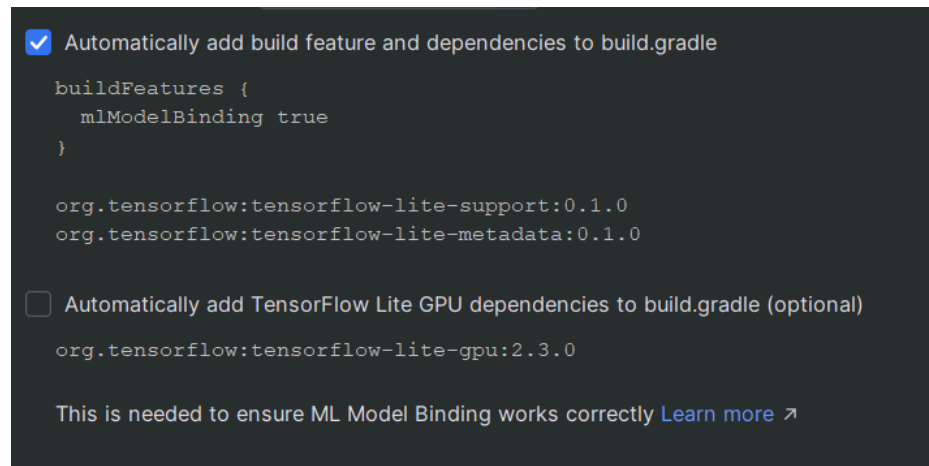 Automatically add build feature and dependencies to build.gradle
buildFeatures {
mlModelBinding true
}
org.tensorflow:tensorflow-lite-support:0.1.0
org.tensorflow:tensorflow-lite-metadata:0.1.0
Automatically add TensorFlow Lite GPU dependencies to build.gradle (optional)
org.tensorflow:tensorflow-lite-gpu:2.3.0
This is needed to ensure ML Model Binding works correctly Learn more ↗